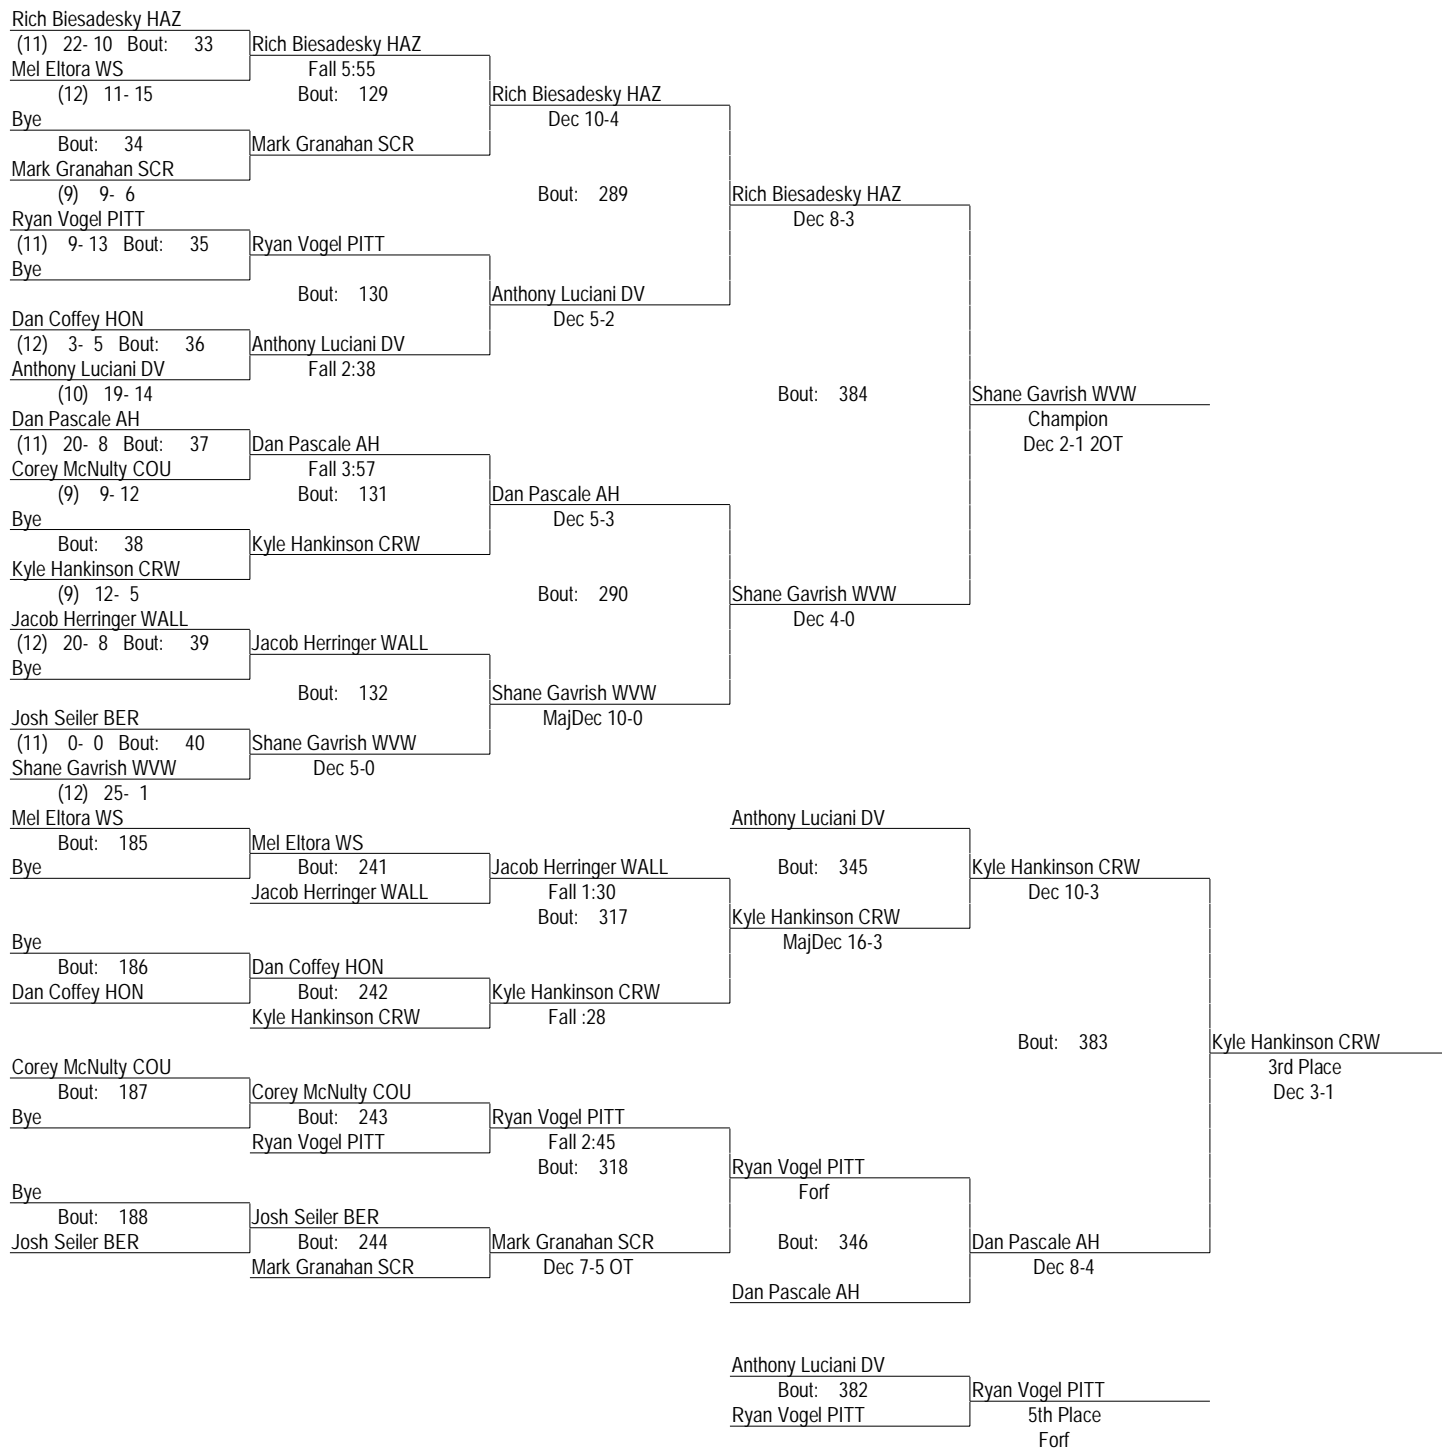 Rich Biesadesky HAZ
(11) 22- 10 Bout: 33
Rich Biesadesky HAZ
Mel Eltora WS
Fall 5:55
(12) 11- 15
Bout: 129
Rich Biesadesky HAZ
Bye
Dec 10-4
Bout: 34
Mark Granahan SCR
Mark Granahan SCR
(9) 9- 6
Bout: 289
Rich Biesadesky HAZ
Ryan Vogel PITT
Dec 8-3
(11) 9- 13 Bout: 35
Ryan Vogel PITT
Bye
Bout: 130
Anthony Luciani DV
Dan Coffey HON
Dec 5-2
(12) 3- 5 Bout: 36
Anthony Luciani DV
Anthony Luciani DV
Fall 2:38
(10) 19- 14
Bout: 384
Shane Gavrish WVW
Dan Pascale AH
Champion
(11) 20- 8 Bout: 37
Dan Pascale AH
Dec 2-1 2OT
Corey McNulty COU
Fall 3:57
(9) 9- 12
Bout: 131
Dan Pascale AH
Bye
Dec 5-3
Bout: 38
Kyle Hankinson CRW
Kyle Hankinson CRW
(9) 12- 5
Bout: 290
Shane Gavrish WVW
Jacob Herringer WALL
Dec 4-0
(12) 20- 8 Bout: 39
Jacob Herringer WALL
Bye
Bout: 132
Shane Gavrish WVW
Josh Seiler BER
MajDec 10-0
(11) 0- 0 Bout: 40
Shane Gavrish WVW
Shane Gavrish WVW
Dec 5-0
(12) 25- 1
Mel Eltora WS
Anthony Luciani DV
Bout: 185
Mel Eltora WS
Bye
Bout: 241
Jacob Herringer WALL
Bout: 345
Kyle Hankinson CRW
Jacob Herringer WALL
Fall 1:30
Dec 10-3
Bout: 317
Kyle Hankinson CRW
Bye
MajDec 16-3
Bout: 186
Dan Coffey HON
Dan Coffey HON
Bout: 242
Kyle Hankinson CRW
Kyle Hankinson CRW
Fall :28
Bout: 383
Kyle Hankinson CRW
Corey McNulty COU
3rd Place
Bout: 187
Corey McNulty COU
Dec 3-1
Bye
Bout: 243
Ryan Vogel PITT
Ryan Vogel PITT
Fall 2:45
Bout: 318
Ryan Vogel PITT
Bye
Forf
Bout: 188
Josh Seiler BER
Josh Seiler BER
Bout: 244
Mark Granahan SCR
Bout: 346
Dan Pascale AH
Mark Granahan SCR
Dec 7-5 OT
Dec 8-4
Dan Pascale AH
Anthony Luciani DV
Bout: 382
Ryan Vogel PITT
Ryan Vogel PITT
5th Place
Forf